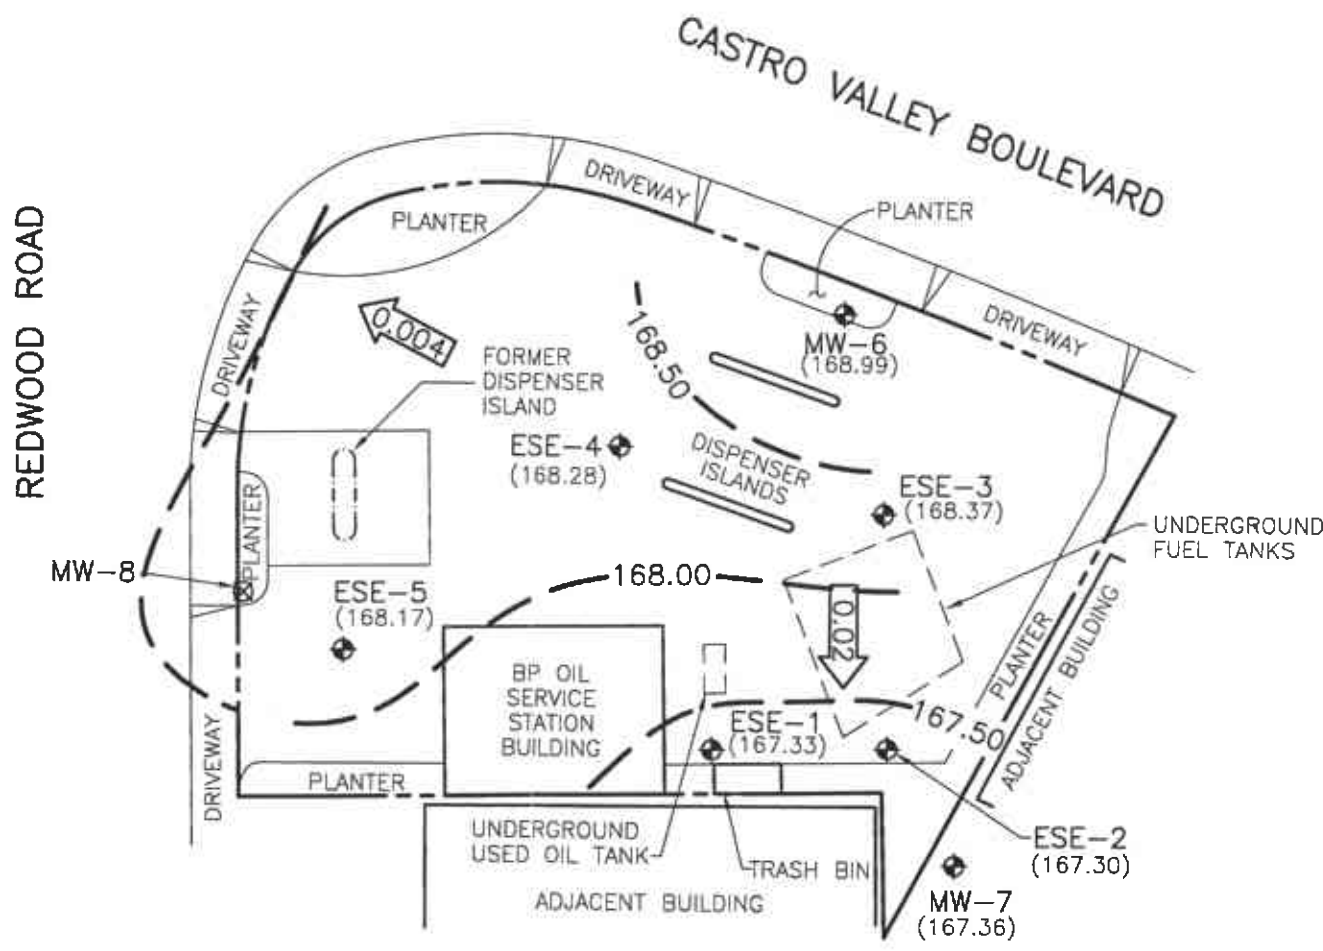 CASTRO VALLEY BOULEVARD
REDWOOD ROAD
DRIVEWAY
PLANTER
PLANTER
DRIVEWAY
DRIVEWAY
0.004
168.50
MW-6
(168.99)
FORMER
DISPENSER
ISLAND
ESE-4
(168.28)
DISPENSER
ISLANDS
ESE-3
(168.37)
UNDERGROUND
FUEL TANKS
PLANTER
MW-8
ESE-5
(168.17)
168.00
0.02
PLANTER
ADJACENT BUILDING
BP OIL
SERVICE
STATION
BUILDING
ESE-1
(167.33)
167.50
DRIVEWAY
PLANTER
UNDERGROUND
USED OIL TANK
TRASH BIN
ESE-2
(167.30)
ADJACENT BUILDING
MW-7
(167.36)